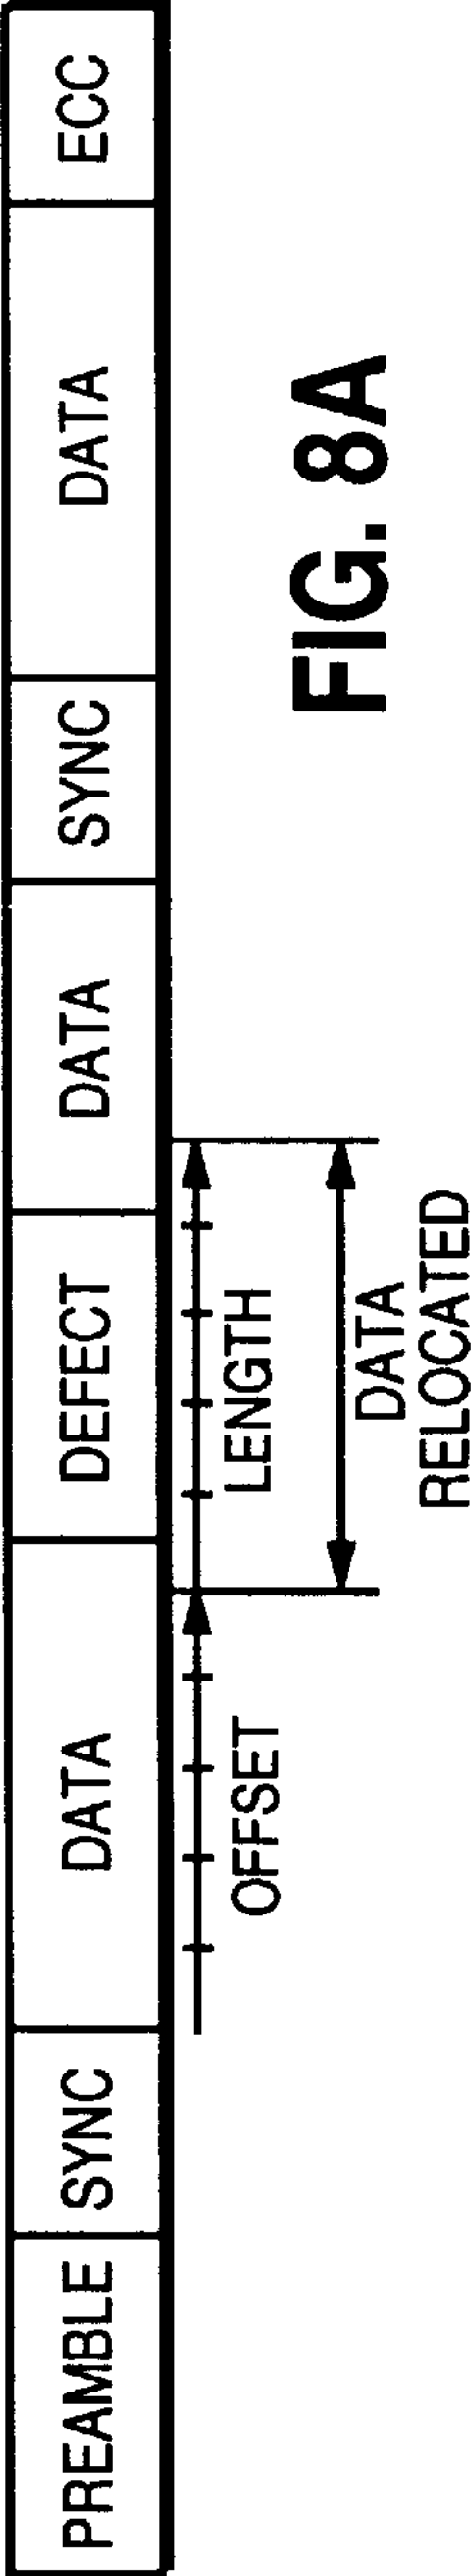 PREAMBLE
SYNC
DATA
DEFECT
DATA
SYNC
DATA
ECC
OFFSET
LENGTH
DATA
RELOCATED
FIG. 8A